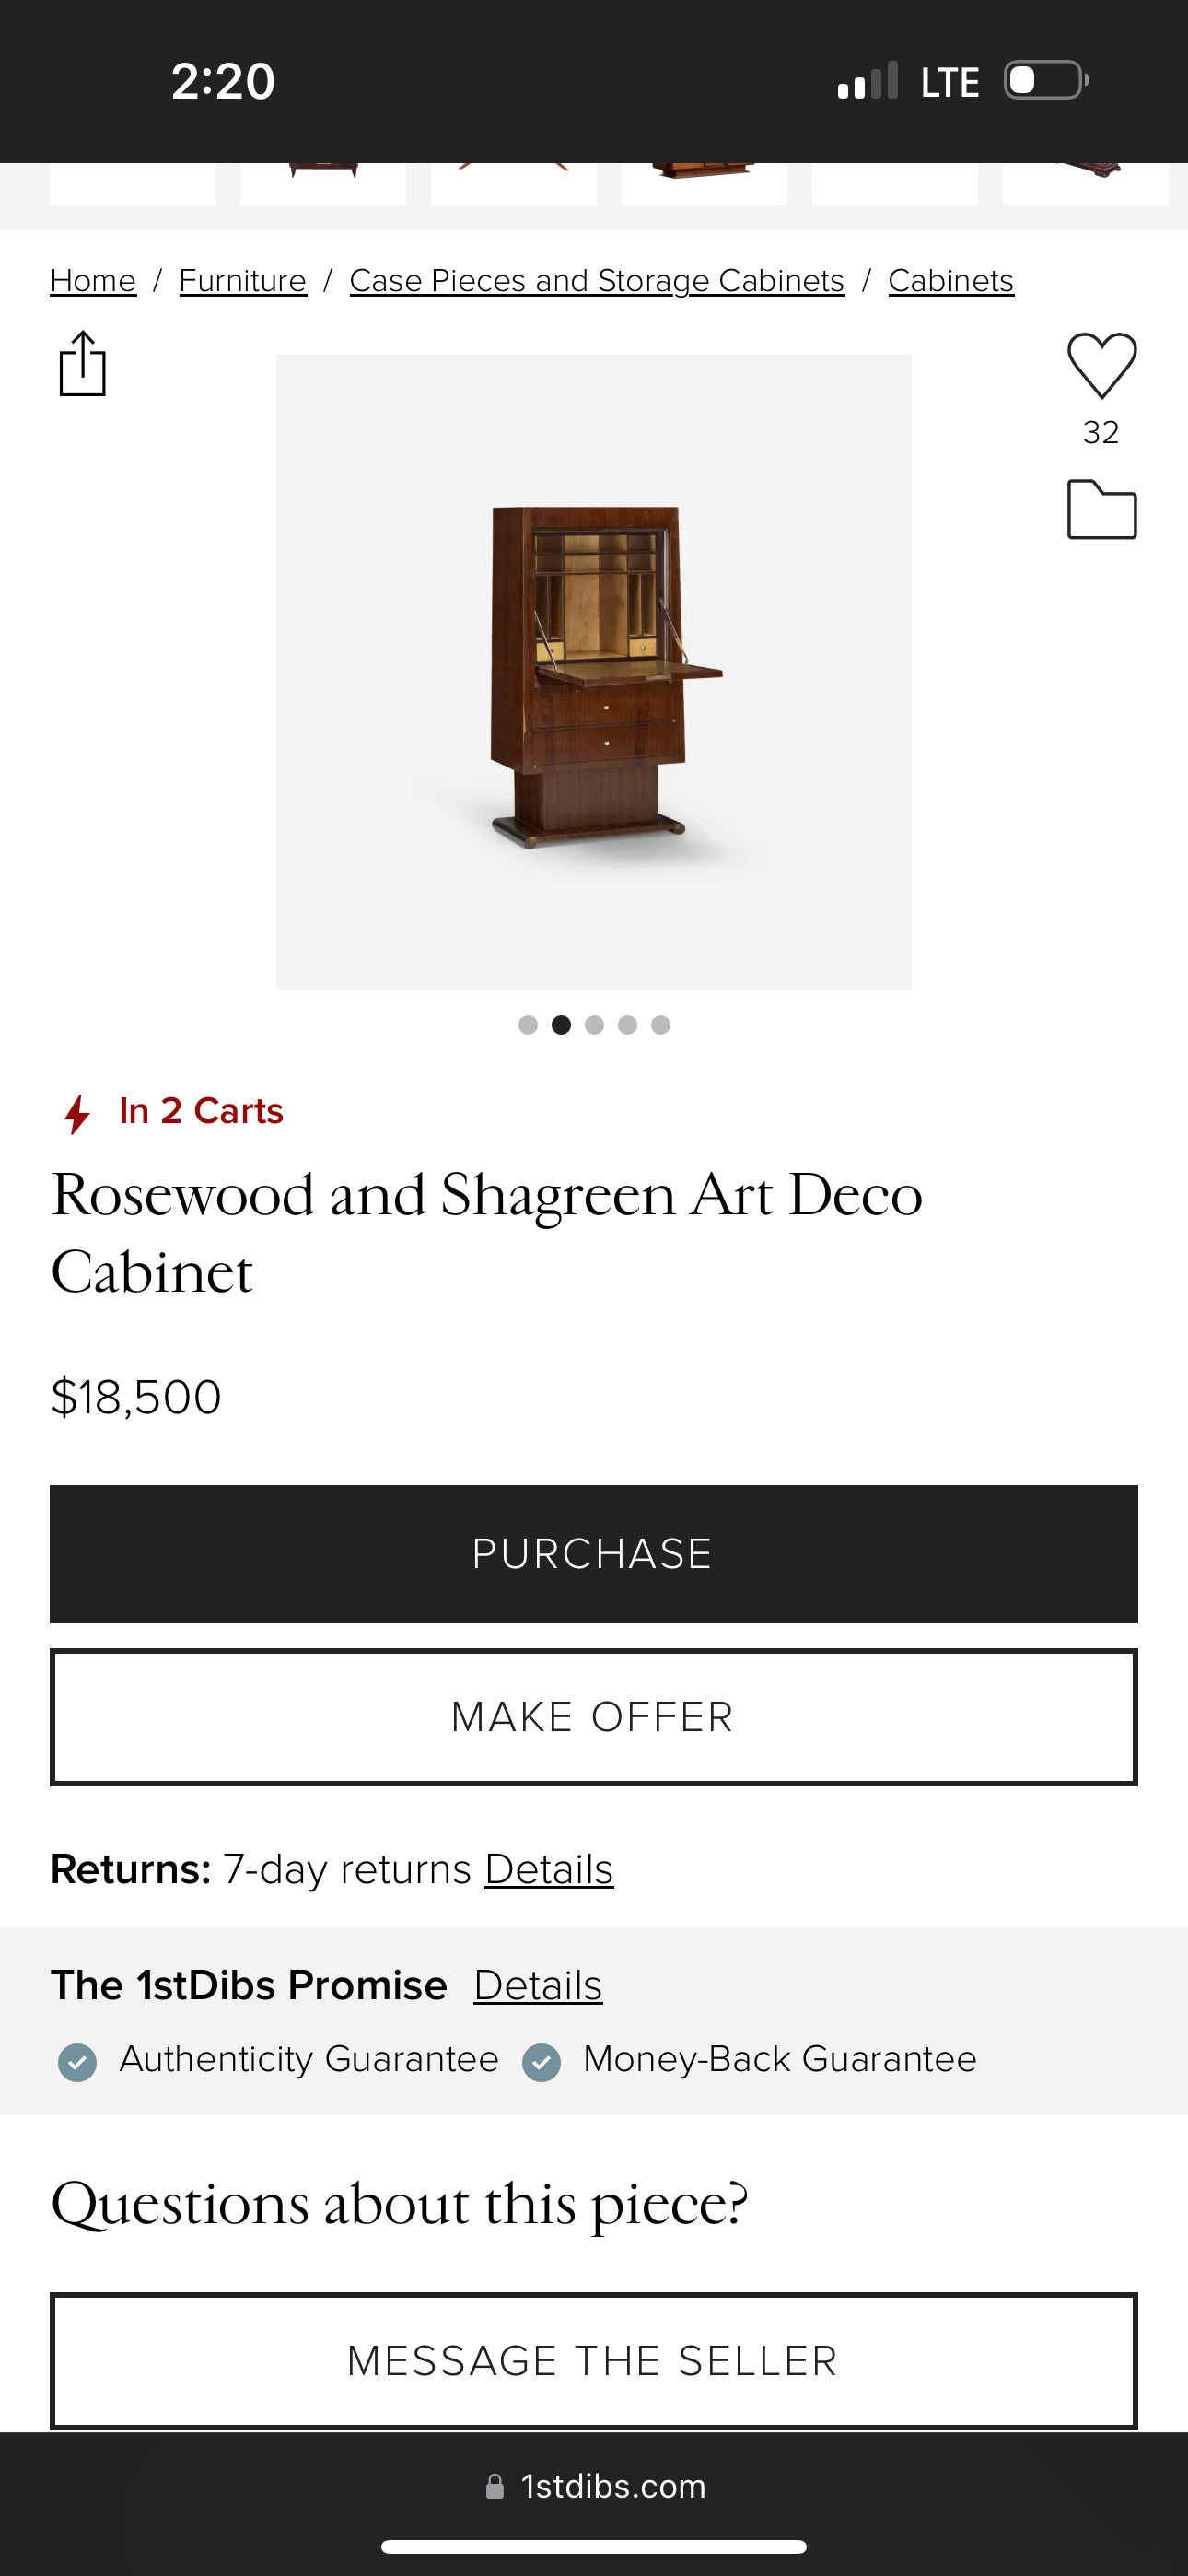 2:20 LTE
Home / Furniture / Case Pieces and Storage Cabinets / Cabinets
32
In 2 Carts
Rosewood and Shagreen Art Deco
Cabinet
$18,500
PURCHASE
MAKE OFFER
Returns: 7-day returns Details
The 1stDibs Promise Details
Authenticity Guarantee Money-Back Guarantee
Questions about this piece?
MESSAGE THE SELLER
1stdibs.com